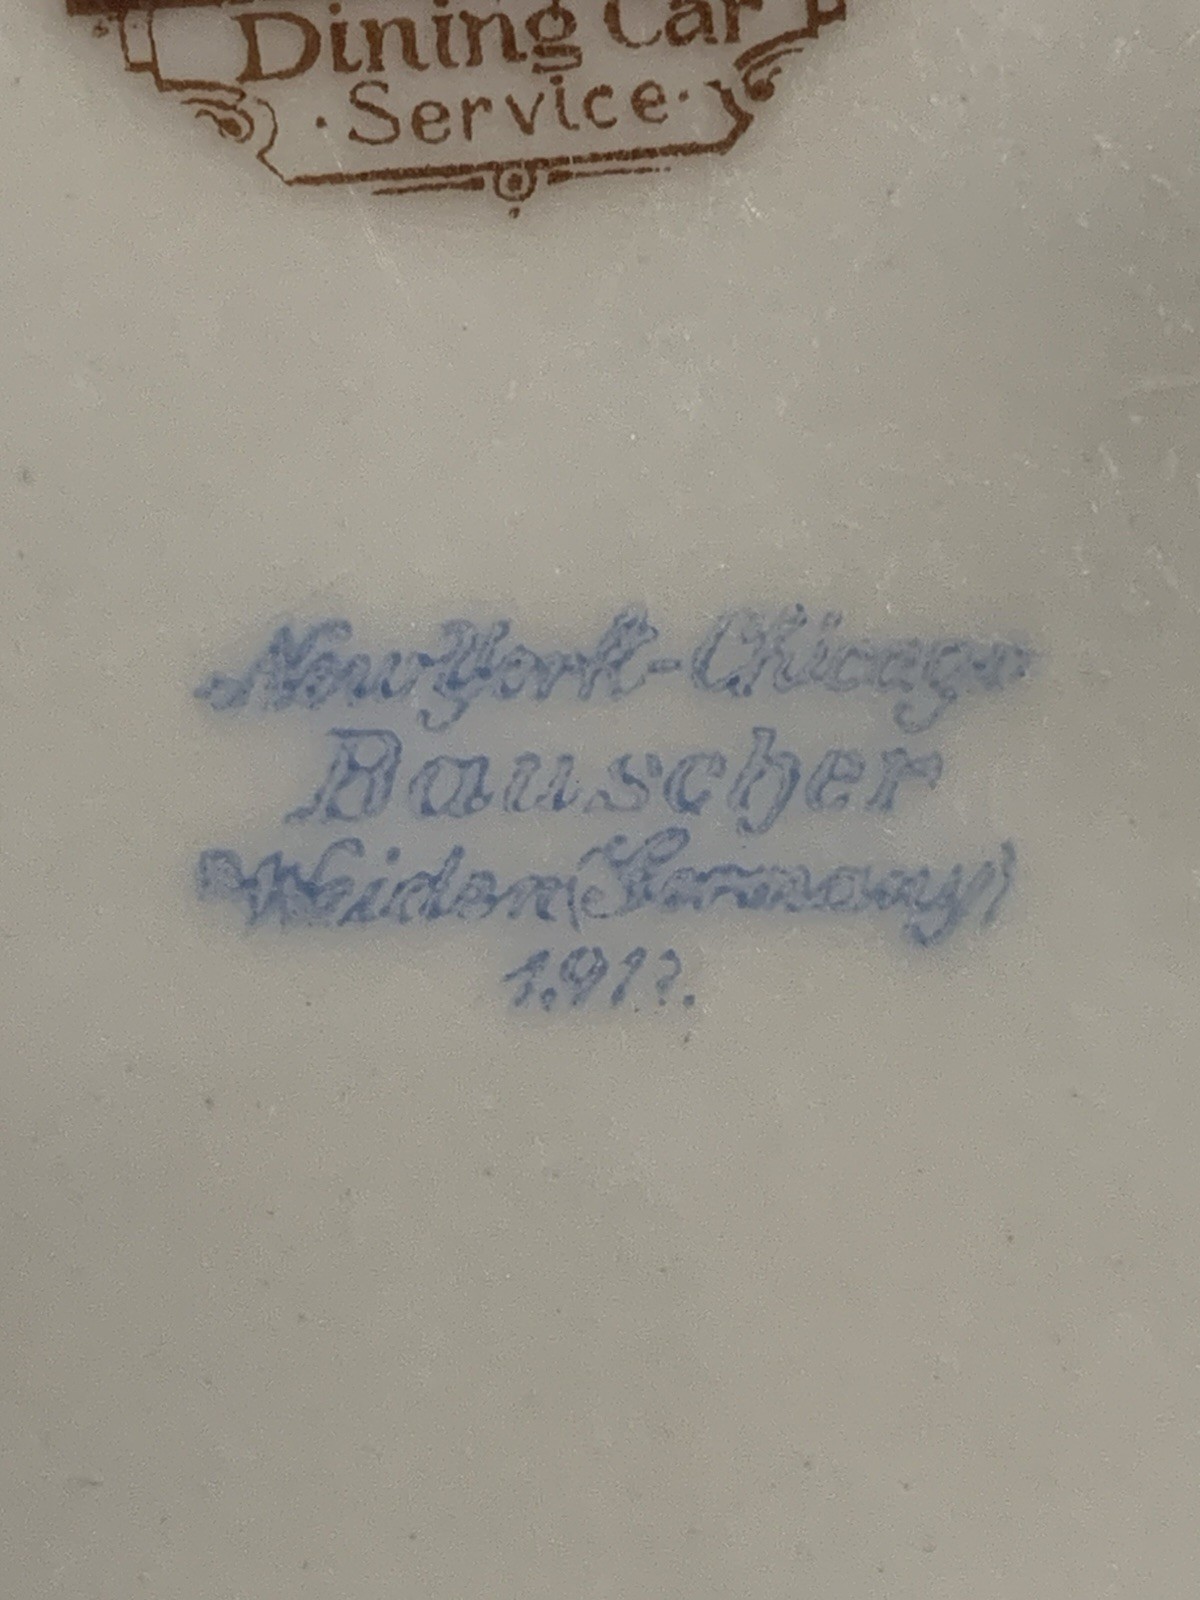 Dining Car
·Service·
New York-Chicago
Bauscher
Weiden (Germany)